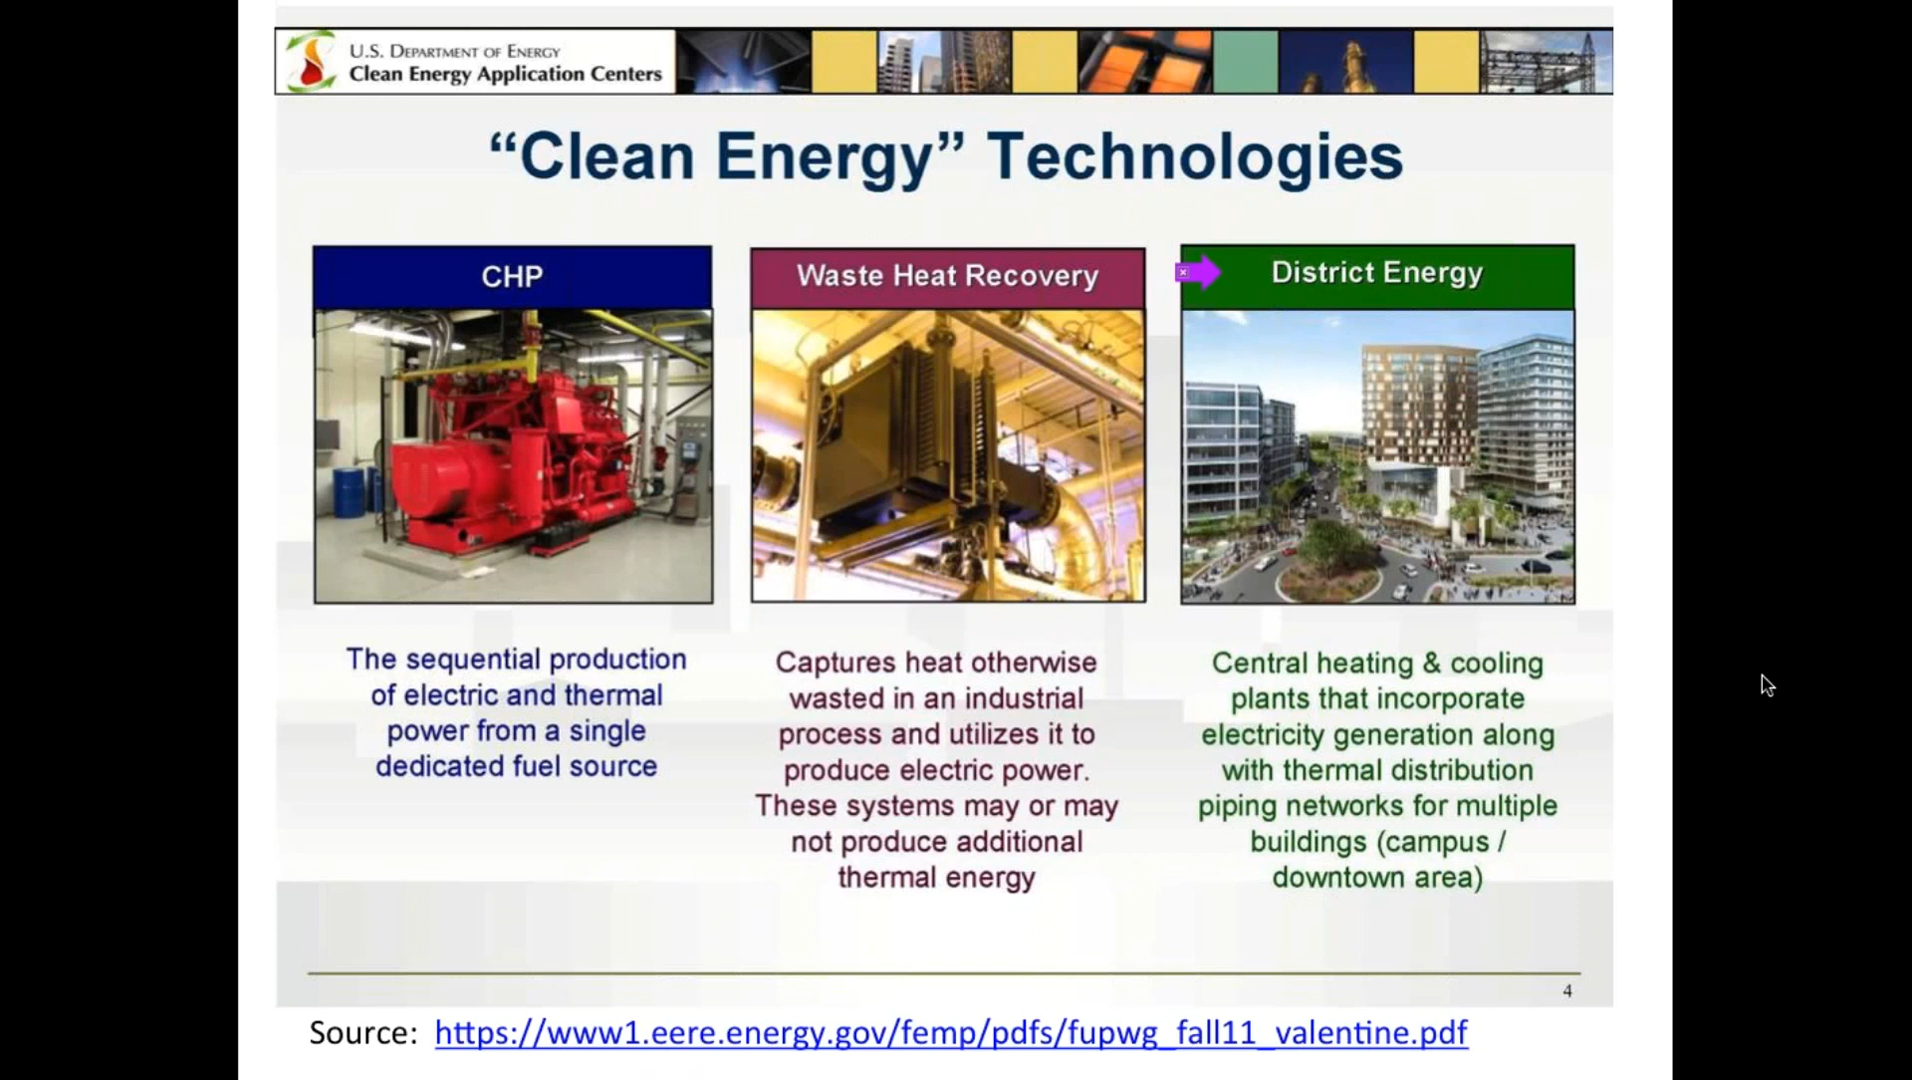 U.S. DEPARTMENT OF ENERGY
Clean Energy Application Centers
“Clean Energy” Technologies
CHP
The sequential production
of electric and thermal
power from a single
dedicated fuel source
Waste Heat Recovery
Captures heat otherwise
wasted in an industrial
process and utilizes it to
produce electric power.
These systems may or may
not produce additional
thermal energy
District Energy
Central heating & cooling
plants that incorporate
electricity generation along
with thermal distribution
piping networks for multiple
buildings (campus /
downtown area)
4
Source: https://www1.eere.energy.gov/femp/pdfs/fupwg_fall11_valentine.pdf